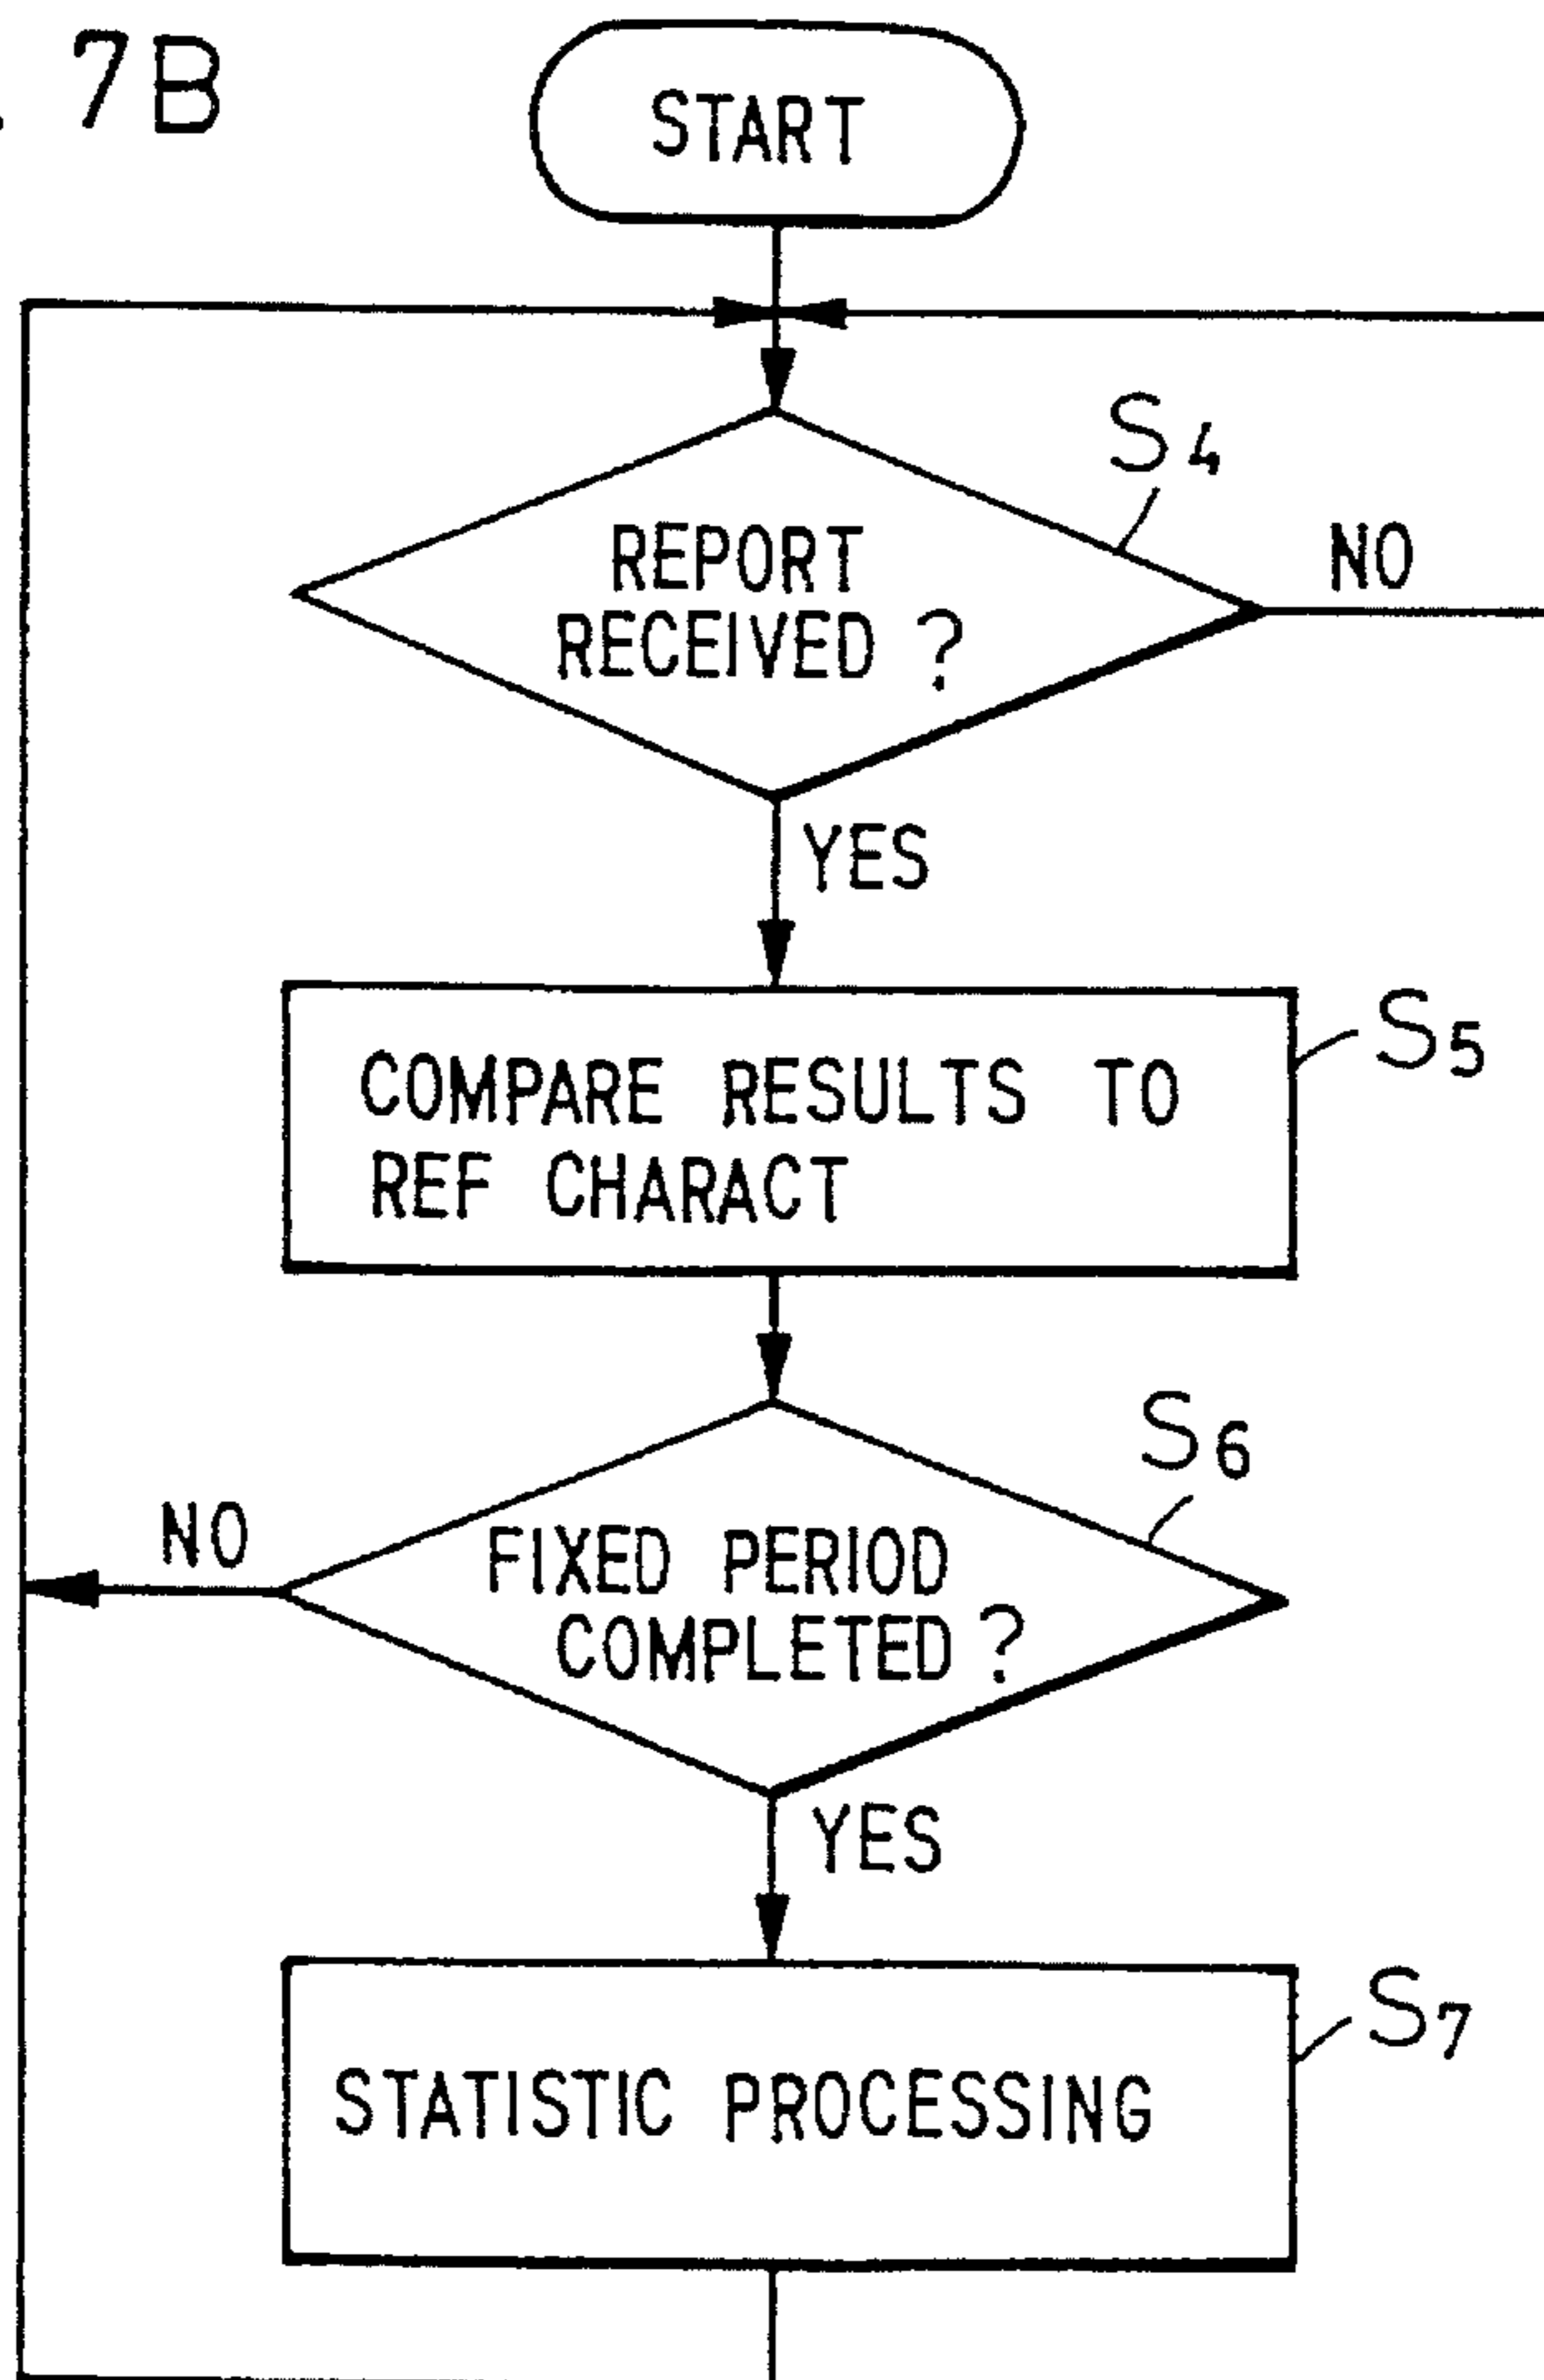 7B
START
S4
REPORT
RECEIVED ?
NO
YES
COMPARE RESULTS TO
REF CHARACT
S5
S6
NO
FIXED PERIOD
COMPLETED ?
YES
STATISTIC PROCESSING
S7